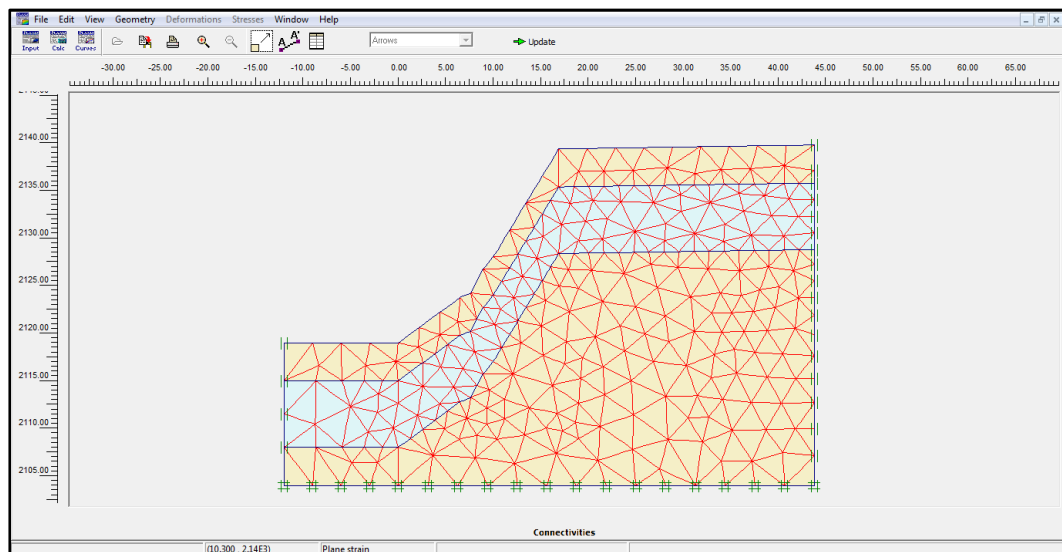 File Edit View Geometry Deformations Stresses Window Help
Input Calc Curves Arrows Update
-30.00 -25.00 -20.00 -15.00 -10.00 -5.00 0.00 5.00 10.00 15.00 20.00 25.00 30.00 35.00 40.00 45.00 50.00 55.00 60.00 65.00
2140.00
2135.00
2130.00
2125.00
2120.00
2115.00
2110.00
2105.00
Connectivities
(10.300 , 2.14E3) Plane strain